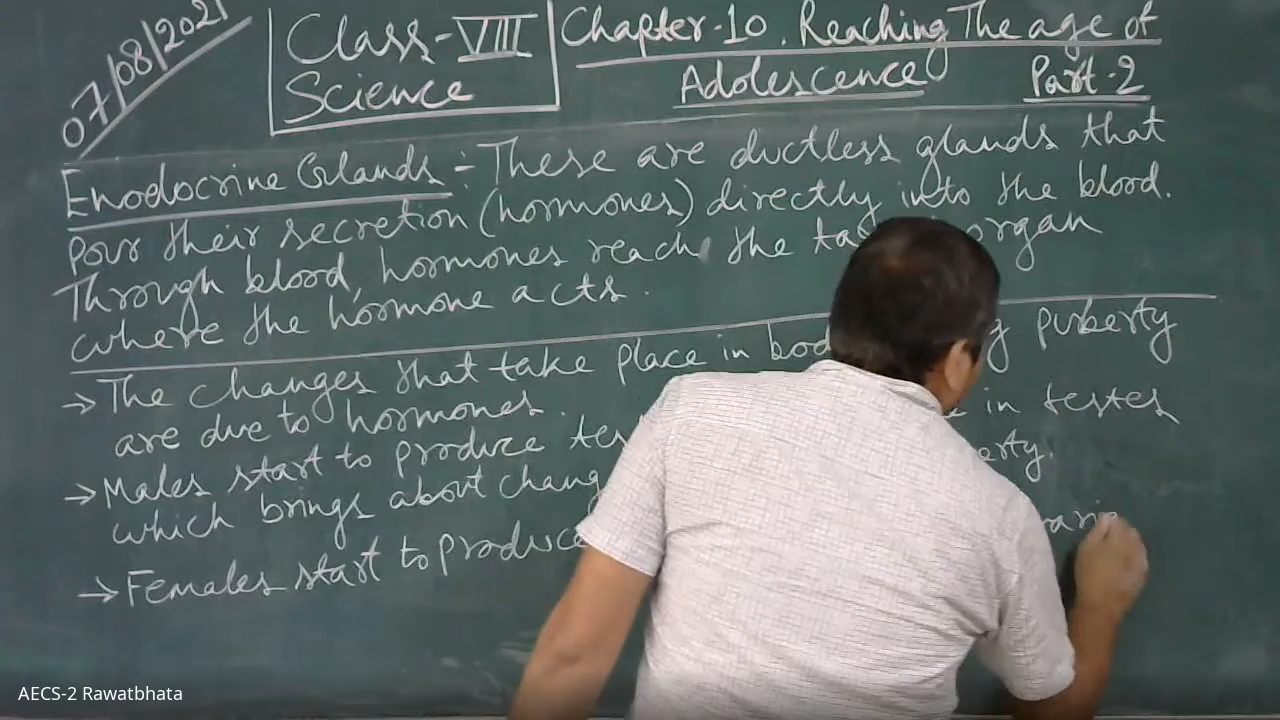 07/08/2021
Class-VIII
Science
Chapter-10. Reaching The age of
Adolescence Part-2
Enodocrine Glands:- These are ductless glands that
pour their secretion (hormones) directly into the blood.
Through blood, hormones reach the organ
where the hormone acts.
→ The changes that take place in puberty
are due to hormones.
→ Males start to produce in testes
which brings about
→ Females start to produce
AECS-2 Rawatbhata